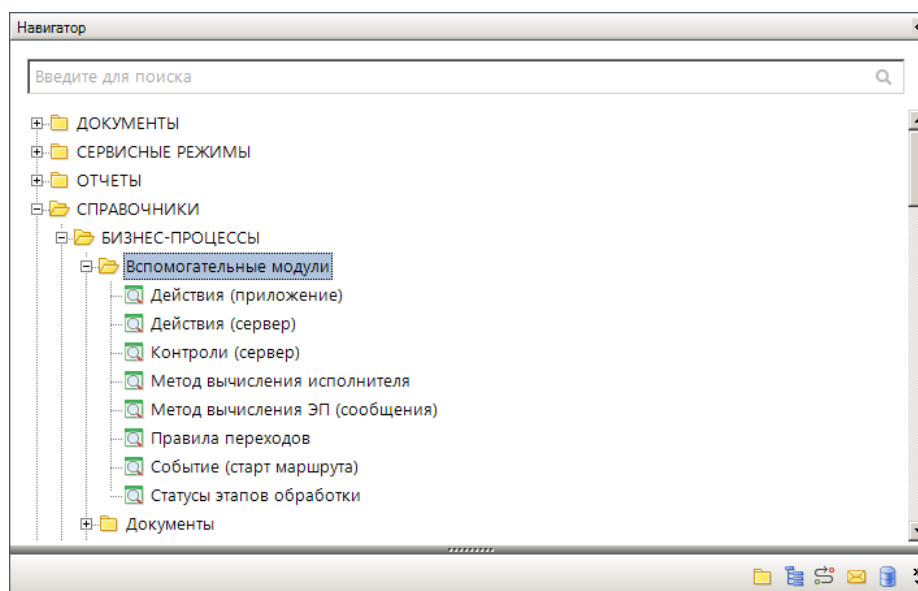 Навигатор
Введите для поиска
ДОКУМЕНТЫ
СЕРВИСНЫЕ РЕЖИМЫ
ОТЧЕТЫ
СПРАВОЧНИКИ
БИЗНЕС-ПРОЦЕССЫ
Вспомогательные модули
Действия (приложение)
Действия (сервер)
Контроли (сервер)
Метод вычисления исполнителя
Метод вычисления ЭП (сообщения)
Правила переходов
Событие (старт маршрута)
Статусы этапов обработки
Документы